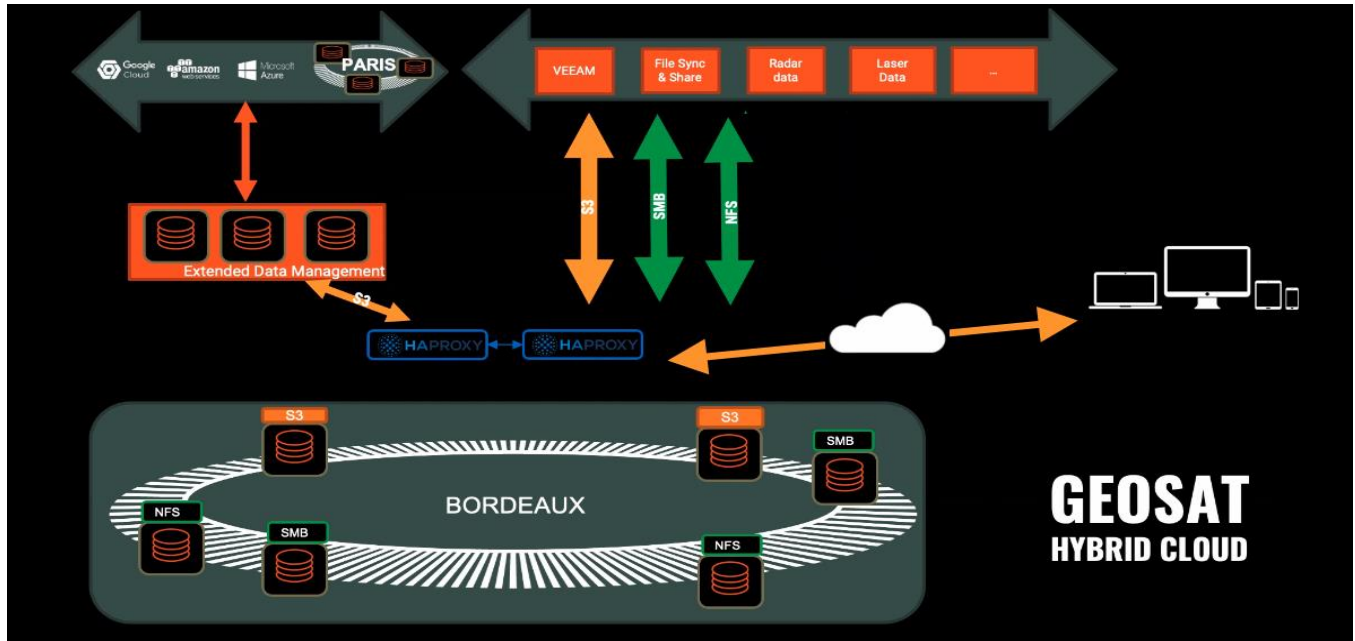 Google
Cloud
amazon
web services
Microsoft
Azure
PARIS
VEEAM
File Sync
& Share
Radar
data
Laser
Data
...
S3
SMB
NFS
Extended Data Management
S3
HAPROXY
HAPROXY
S3
S3
SMB
BORDEAUX
NFS
SMB
NFS
GEOSAT
HYBRID CLOUD